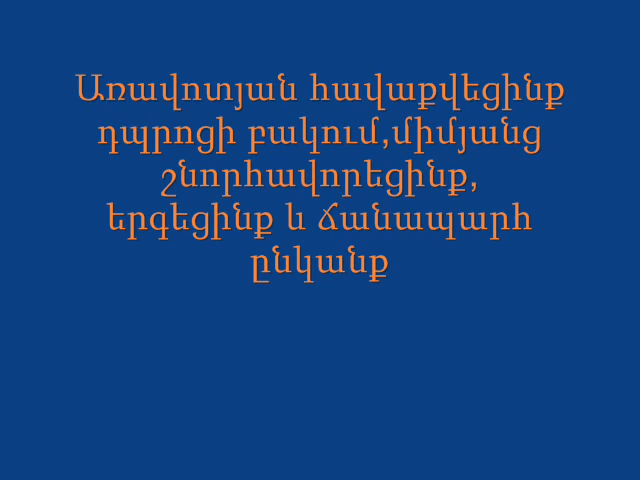 Առավոտյան հավաքվեցինք
դպրոցի բակում,միմյանց
շնորհավորեցինք,
երգեցինք և ճանապարհ
ընկանք